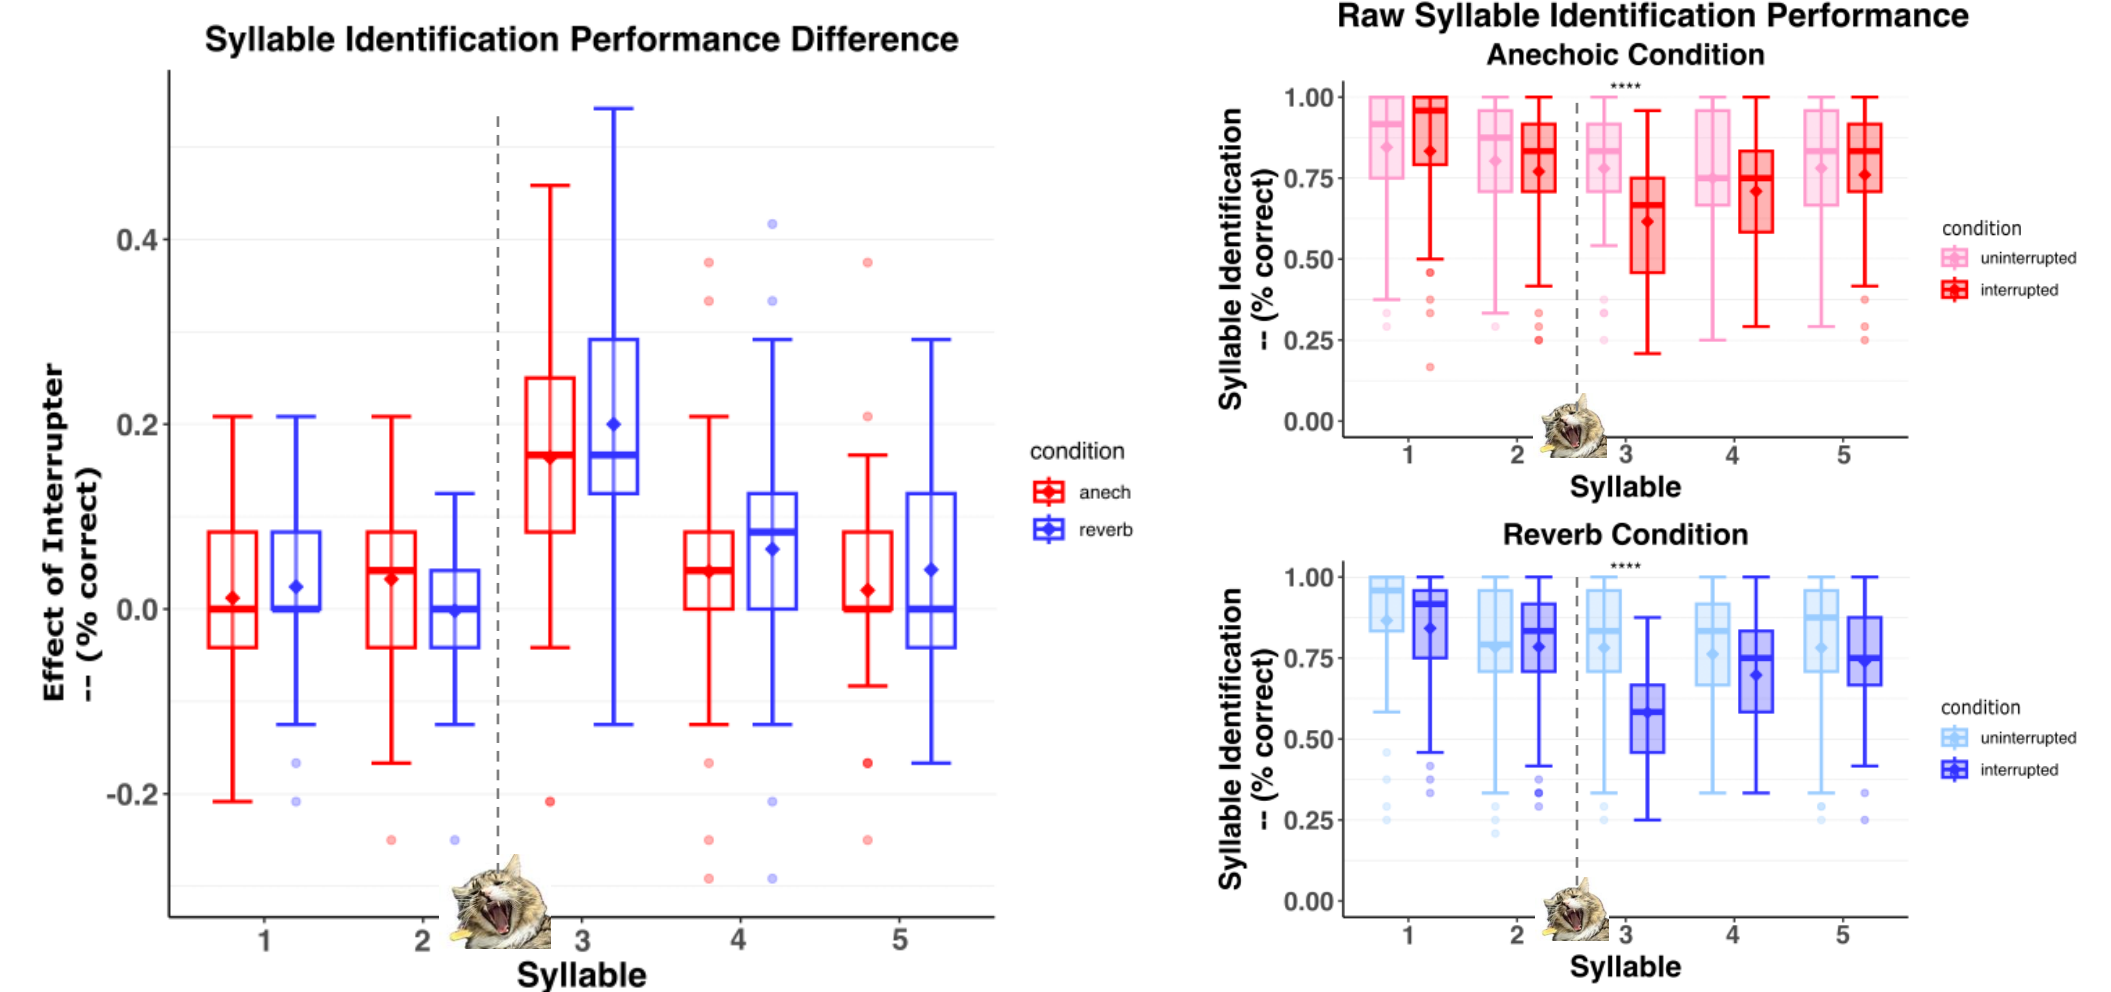 Syllable Identification Performance Difference
Effect of Interrupter
-- (% correct)
0.4
0.2
0.0
-0.2
1
2
3
4
5
Syllable
condition
anech
reverb
Raw Syllable Identification Performance
Anechoic Condition
Syllable Identification
-- (% correct)
****
1.00
0.75
0.50
0.25
0.00
1
2
3
4
5
Syllable
condition
uninterrupted
interrupted
Reverb Condition
Syllable Identification
-- (% correct)
****
1.00
0.75
0.50
0.25
0.00
1
2
3
4
5
Syllable
condition
uninterrupted
interrupted